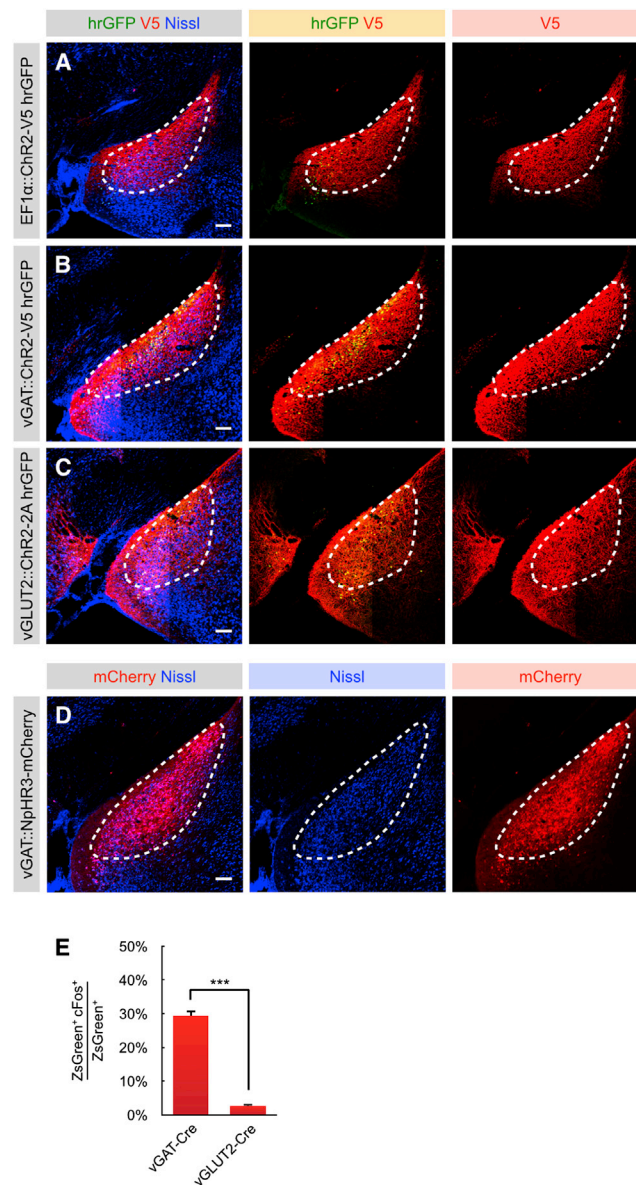 hrGFP V5 Nissl
hrGFP V5
V5
A
EF1α::ChR2-V5 hrGFP
B
vGAT::ChR2-V5 hrGFP
C
vGLUT2::ChR2-2A hrGFP
mCherry Nissl
Nissl
mCherry
D
vGAT::NpHR3-mCherry
E
50%
40%
30%
20%
10%
0%
ZsGreen⁺ cFos⁺
ZsGreen⁺
***
vGAT-Cre
vGLUT2-Cre